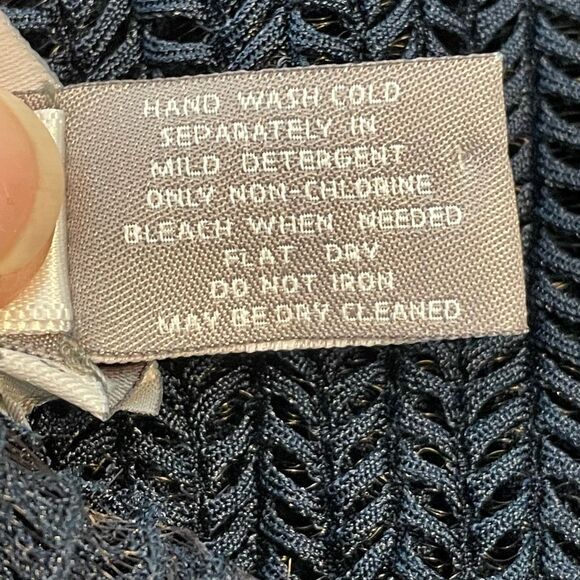 HAND WASH COLD
SEPARATELY IN
MILD DETERGENT
ONLY NON-CHLORINE
BLEACH WHEN NEEDED
FLAT DRY
DO NOT IRON
MAY BE DRY CLEANED